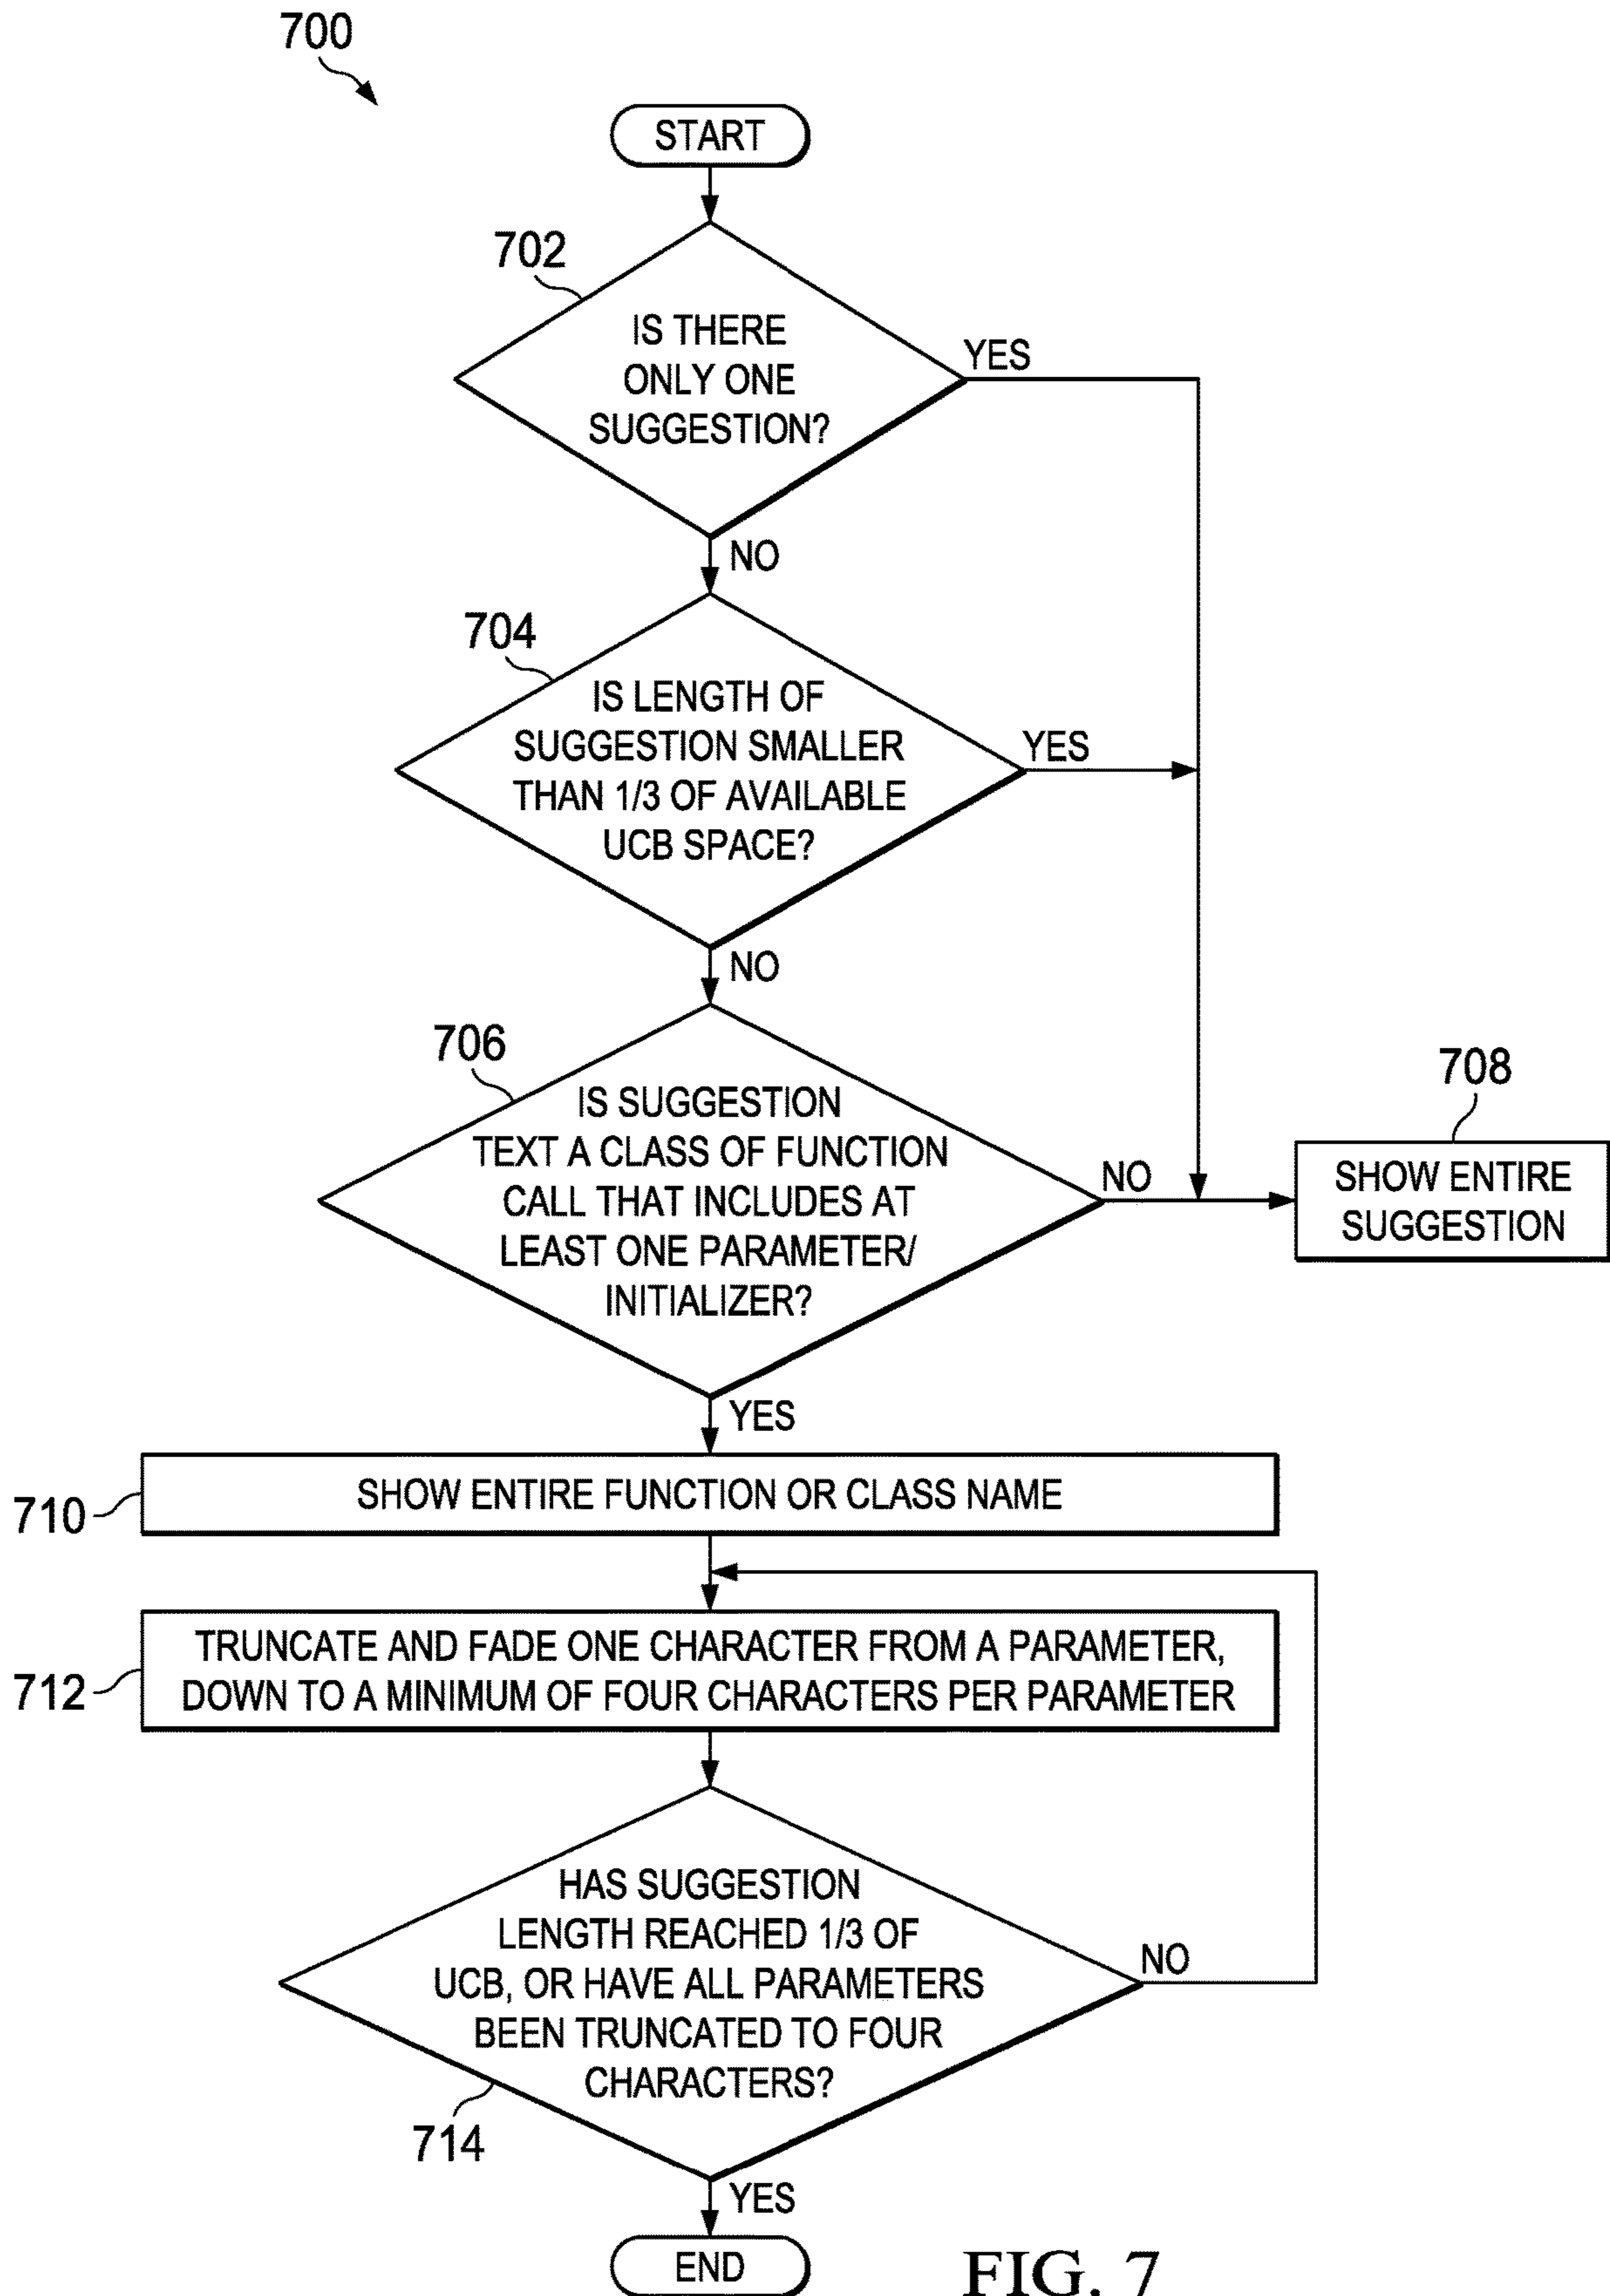 700
START
702
IS THERE
ONLY ONE
SUGGESTION?
YES
NO
704
IS LENGTH OF
SUGGESTION SMALLER
THAN 1/3 OF AVAILABLE
UCB SPACE?
YES
NO
706
IS SUGGESTION
TEXT A CLASS OF FUNCTION
CALL THAT INCLUDES AT
LEAST ONE PARAMETER/
INITIALIZER?
NO
708
SHOW ENTIRE
SUGGESTION
YES
710
SHOW ENTIRE FUNCTION OR CLASS NAME
712
TRUNCATE AND FADE ONE CHARACTER FROM A PARAMETER,
DOWN TO A MINIMUM OF FOUR CHARACTERS PER PARAMETER
HAS SUGGESTION
LENGTH REACHED 1/3 OF
UCB, OR HAVE ALL PARAMETERS
BEEN TRUNCATED TO FOUR
CHARACTERS?
NO
714
YES
END
FIG. 7